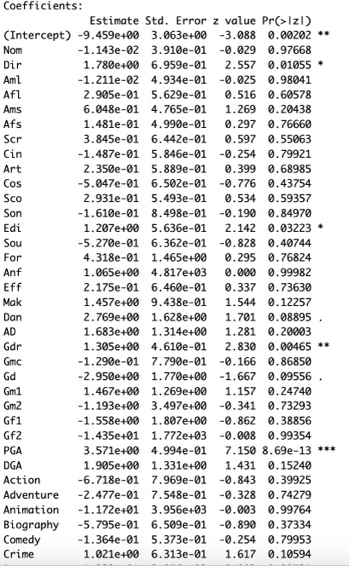 Coefficients:
Estimate Std. Error z value Pr(>|z|)
(Intercept) -9.459e+00 3.063e+00 -3.088 0.00202 **
Nom -1.143e-02 3.910e-01 -0.029 0.97668
Dir 1.780e+00 6.959e-01 2.557 0.01055 *
Aml -1.211e-02 4.934e-01 -0.025 0.98041
Afl 2.905e-01 5.629e-01 0.516 0.60578
Ams 6.048e-01 4.765e-01 1.269 0.20438
Afs 1.481e-01 4.990e-01 0.297 0.76660
Scr 3.845e-01 6.442e-01 0.597 0.55063
Cin -1.487e-01 5.846e-01 -0.254 0.79921
Art 2.350e-01 5.889e-01 0.399 0.68985
Cos -5.047e-01 6.502e-01 -0.776 0.43754
Sco 2.931e-01 5.493e-01 0.534 0.59357
Son -1.610e-01 8.498e-01 -0.190 0.84970
Edi 1.207e+00 5.636e-01 2.142 0.03223 *
Sou -5.270e-01 6.362e-01 -0.828 0.40744
For 4.318e-01 1.465e+00 0.295 0.76824
Anf 1.065e+00 4.817e+03 0.000 0.99982
Eff 2.175e-01 6.460e-01 0.337 0.73630
Mak 1.457e+00 9.438e-01 1.544 0.12257
Dan 2.769e+00 1.628e+00 1.701 0.08895 .
AD 1.683e+00 1.314e+00 1.281 0.20003
Gdr 1.305e+00 4.610e-01 2.830 0.00465 **
Gmc -1.290e-01 7.790e-01 -0.166 0.86850
Gd -2.950e+00 1.770e+00 -1.667 0.09556 .
Gm1 1.467e+00 1.269e+00 1.157 0.24740
Gm2 -1.193e+00 3.497e+00 -0.341 0.73293
Gf1 -1.558e+00 1.807e+00 -0.862 0.38856
Gf2 -1.435e+01 1.772e+03 -0.008 0.99354
PGA 3.571e+00 4.994e-01 7.150 8.69e-13 ***
DGA 1.905e+00 1.331e+00 1.431 0.15240
Action -6.718e-01 7.969e-01 -0.843 0.39925
Adventure -2.477e-01 7.548e-01 -0.328 0.74279
Animation -1.172e+01 3.956e+03 -0.003 0.99764
Biography -5.795e-01 6.509e-01 -0.890 0.37334
Comedy -1.364e-01 5.373e-01 -0.254 0.79953
Crime 1.021e+00 6.313e-01 1.617 0.10594